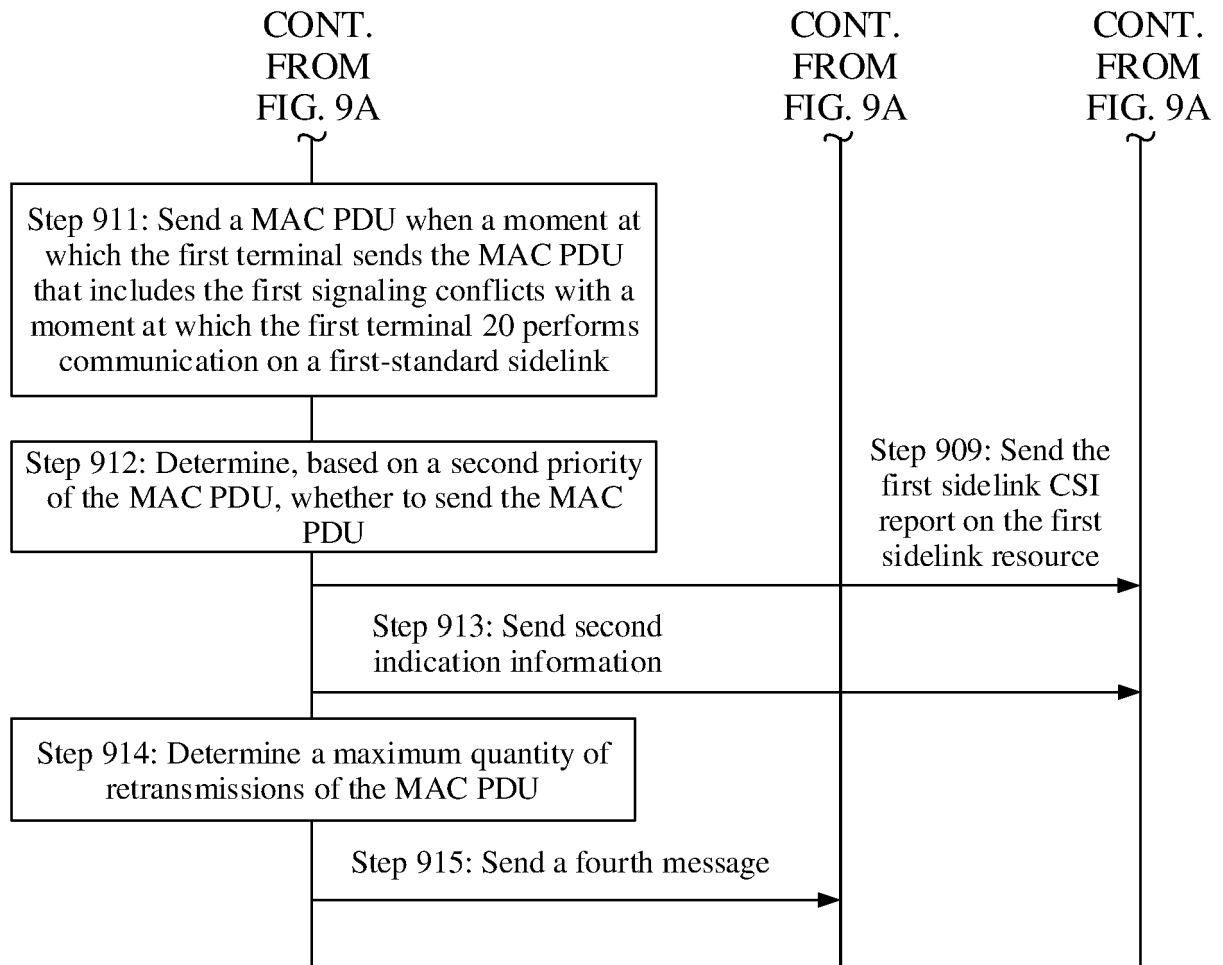 CONT.
FROM
FIG. 9A
CONT.
FROM
FIG. 9A
CONT.
FROM
FIG. 9A
Step 911: Send a MAC PDU when a moment at
which the first terminal sends the MAC PDU
that includes the first signaling conflicts with a
moment at which the first terminal 20 performs
communication on a first-standard sidelink
Step 912: Determine, based on a second priority
of the MAC PDU, whether to send the MAC
PDU
Step 909: Send the
first sidelink CSI
report on the first
sidelink resource
Step 913: Send second
indication information
Step 914: Determine a maximum quantity of
retransmissions of the MAC PDU
Step 915: Send a fourth message